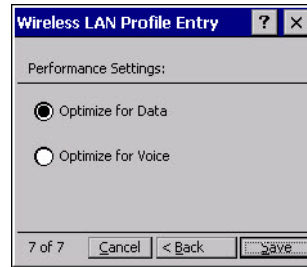 Wireless LAN Profile Entry ? ×
Performance Settings:
Optimize for Data
Optimize for Voice
7 of 7 Cancel < Back Save